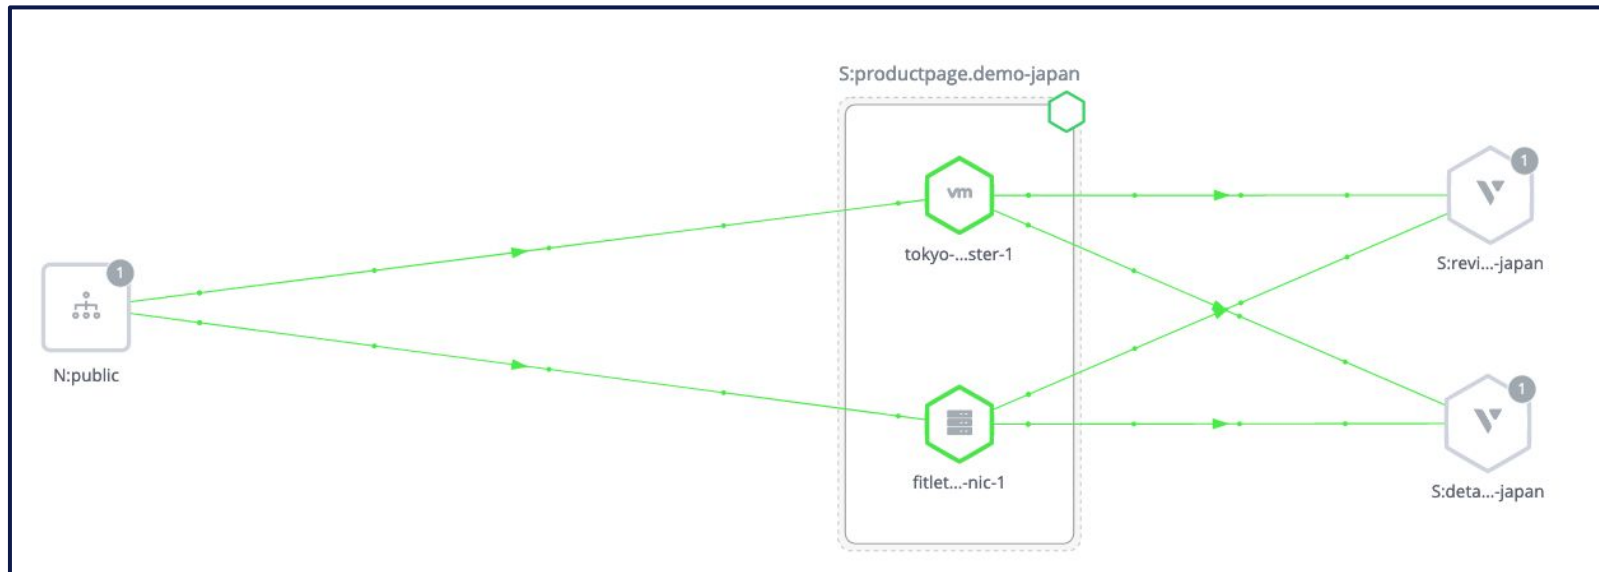 S:productpage.demo-japan
1
vm
tokyo-...ster-1
S:revi...-japan
1
N:public
1
fitlet...-nic-1
S:deta...-japan